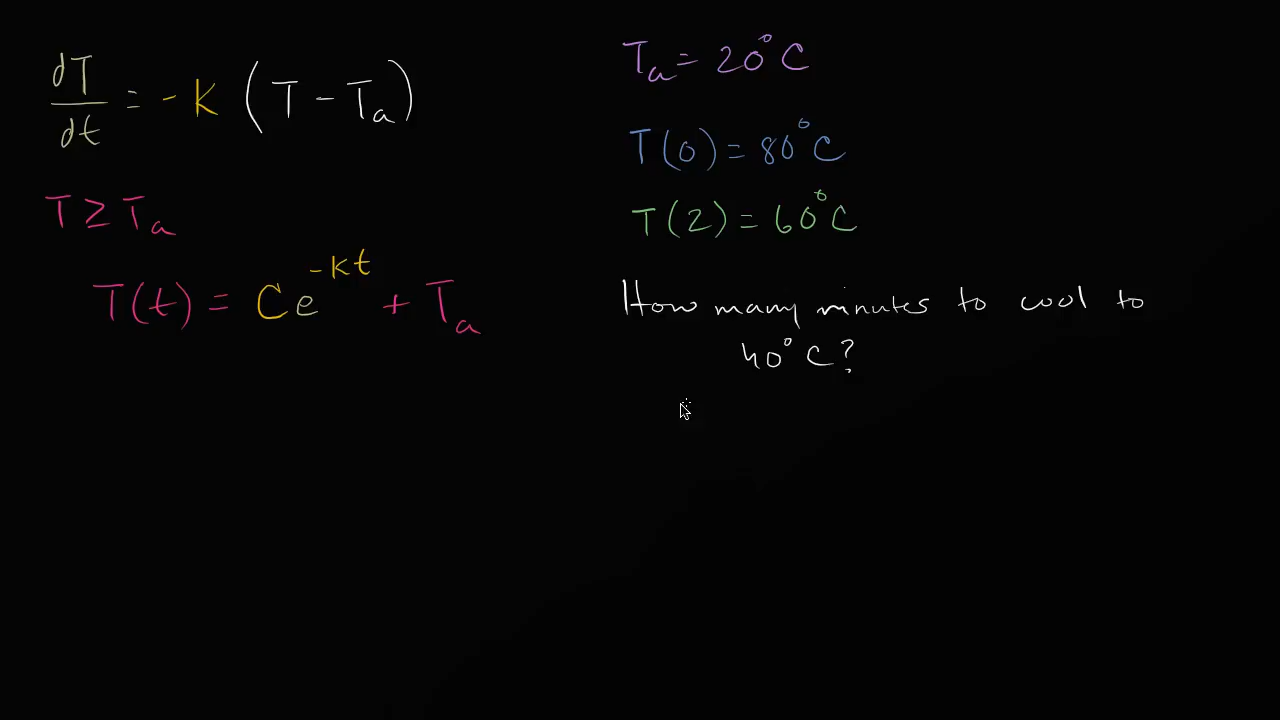 dT/dt = -k (T - Ta)
T ≥ Ta
T(t) = Ce^-kt + Ta
Ta = 20°C
T(0) = 80°C
T(2) = 60°C
How many minutes to cool to
40°C?